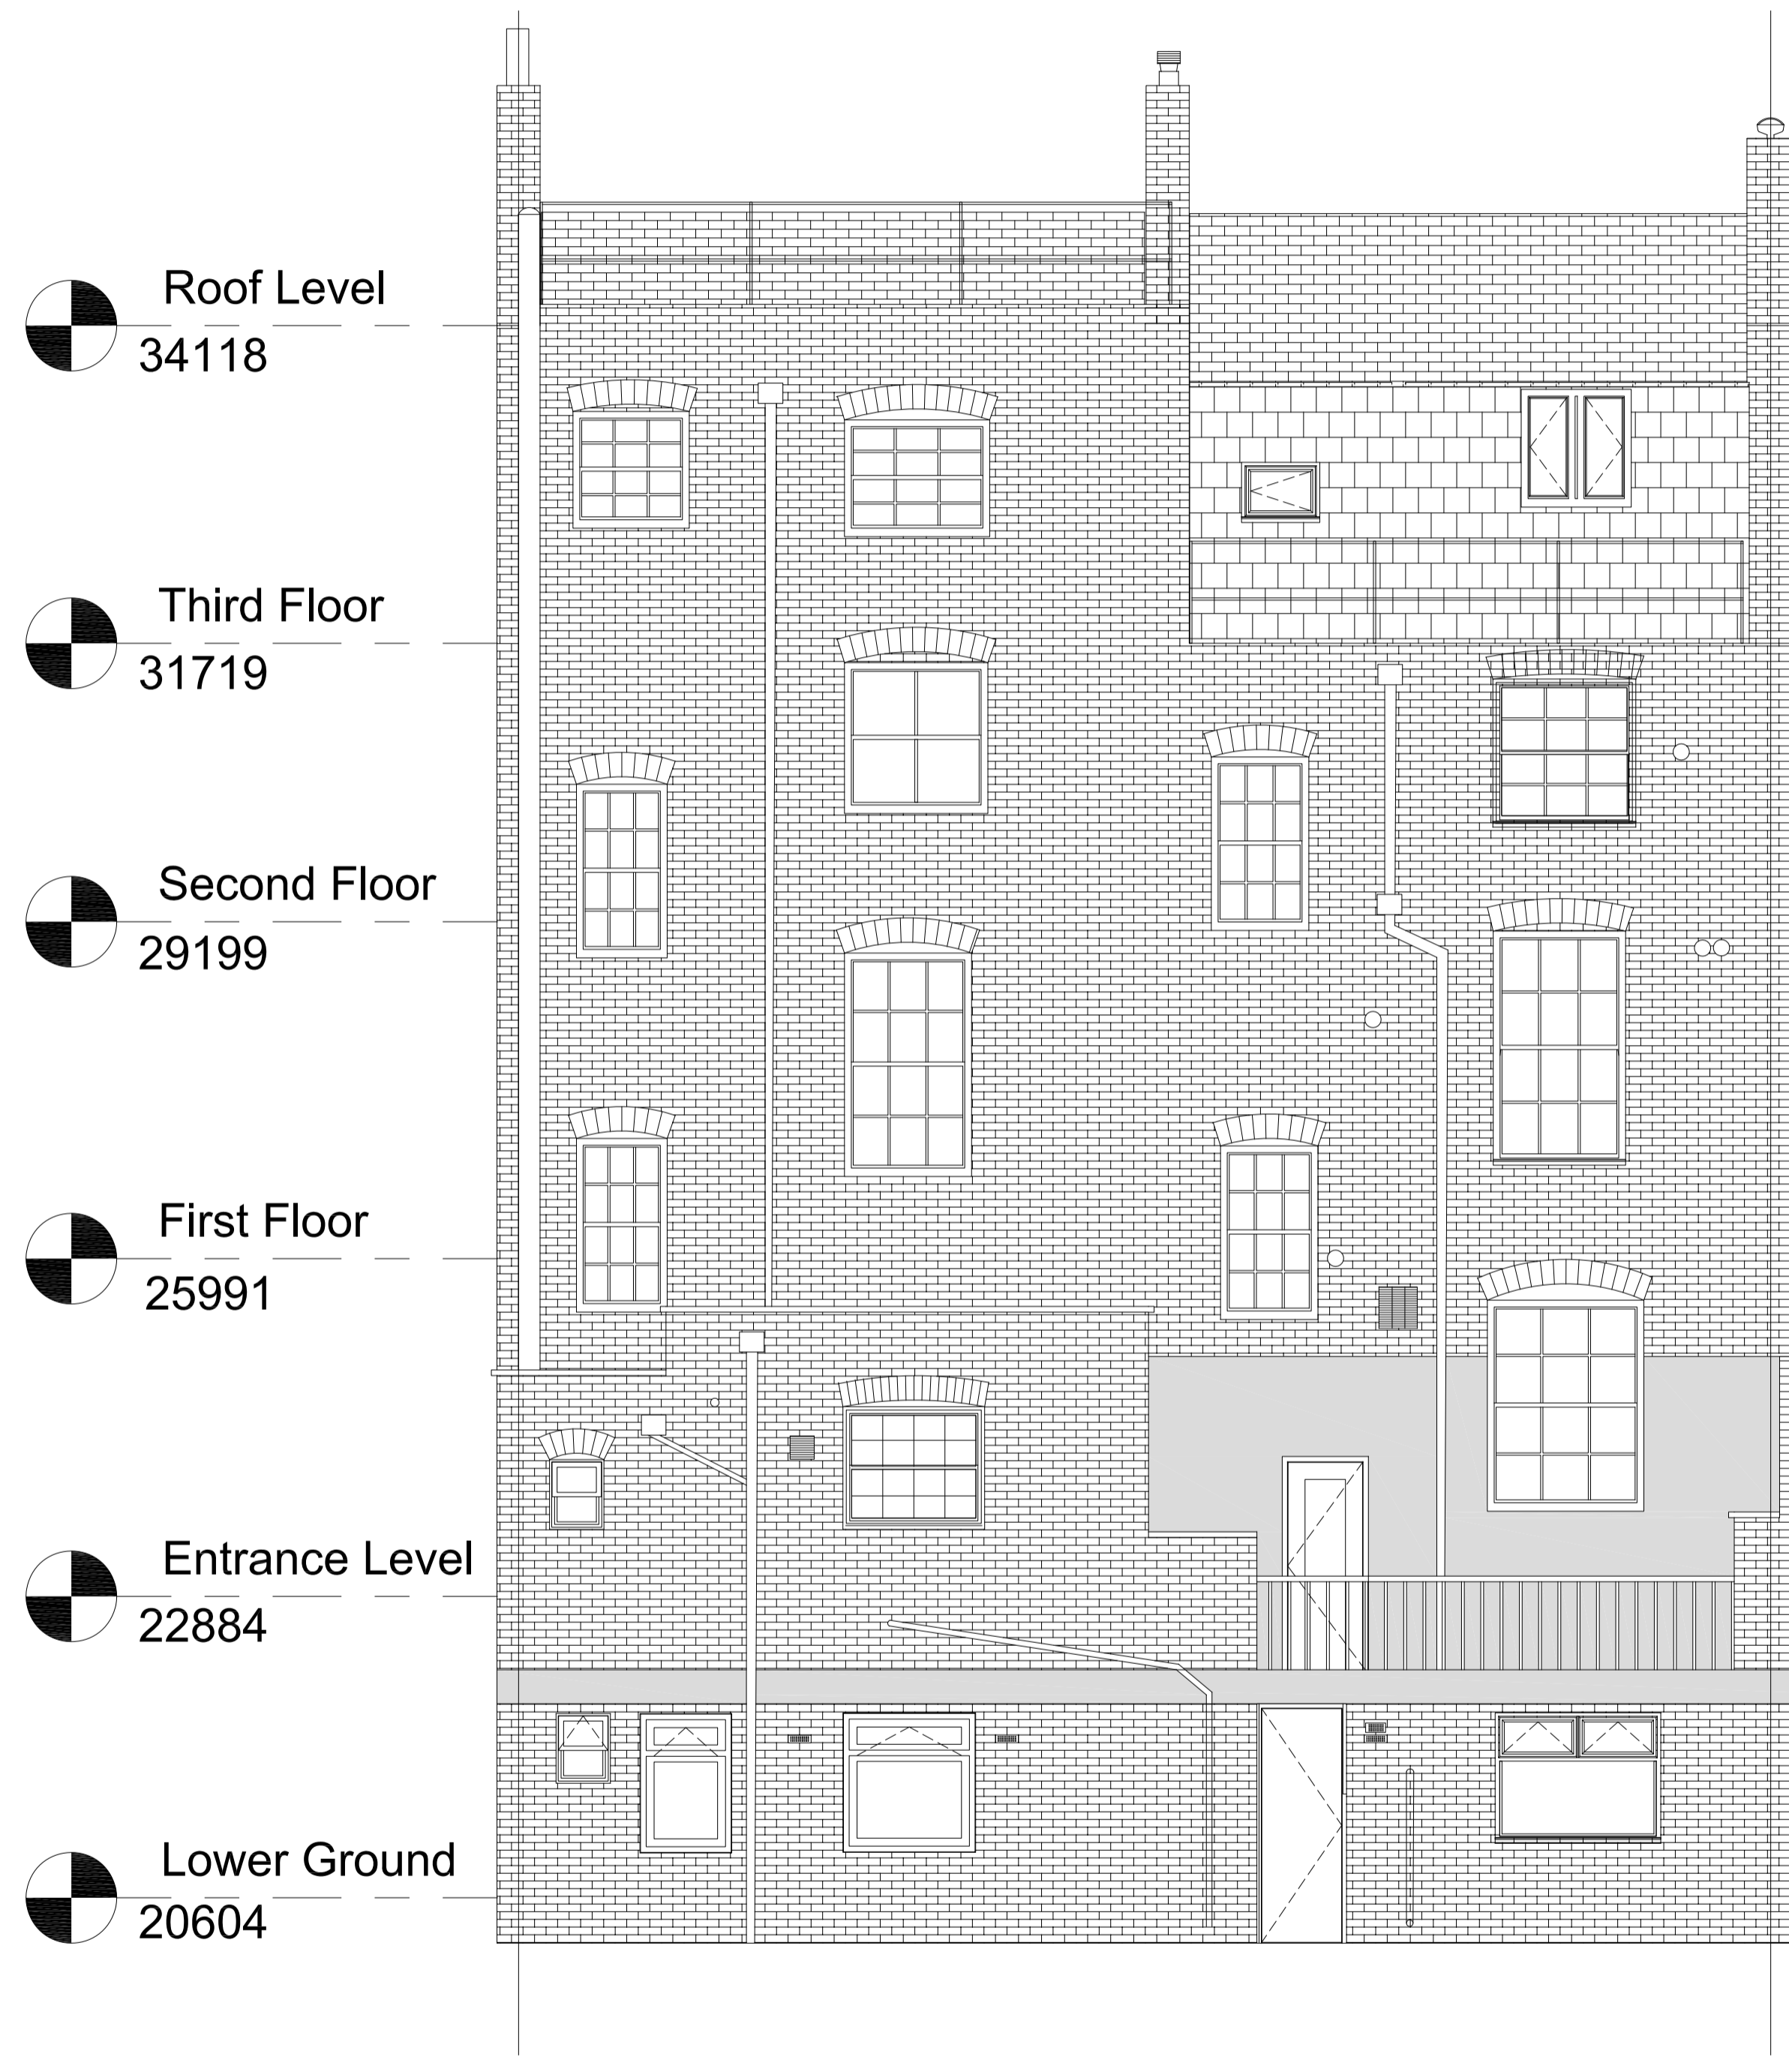 Roof Level
34118
Third Floor
31719
Second Floor
29199
First Floor
25991
Entrance Level
22884
Lower Ground
20604